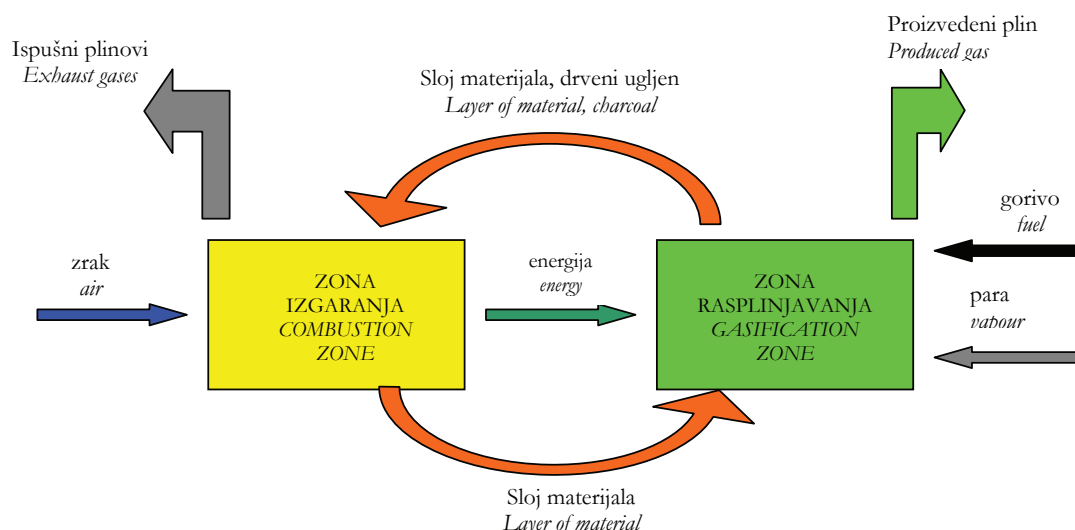 Ispušni plinovi
Exhaust gases
Proizvedeni plin
Produced gas
Sloj materijala, drveni ugljen
Layer of material, charcoal
gorivo
fuel
zrak
air
ZONA
IZGARANJA
COMBUSTION
ZONE
energija
energy
ZONA
RASPLINJAVANJA
GASIFICATION
ZONE
para
vapour
Sloj materijala
Layer of material